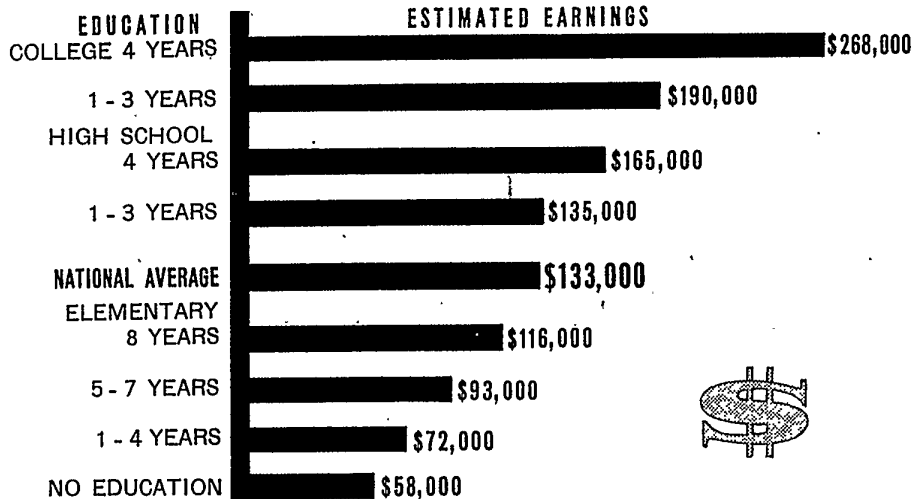 EDUCATION
ESTIMATED EARNINGS
COLLEGE 4 YEARS
$268,000
1 - 3 YEARS
$190,000
HIGH SCHOOL
4 YEARS
$165,000
1 - 3 YEARS
$135,000
NATIONAL AVERAGE
$133,000
ELEMENTARY
8 YEARS
$116,000
5 - 7 YEARS
$93,000
1 - 4 YEARS
$72,000
NO EDUCATION
$58,000
$